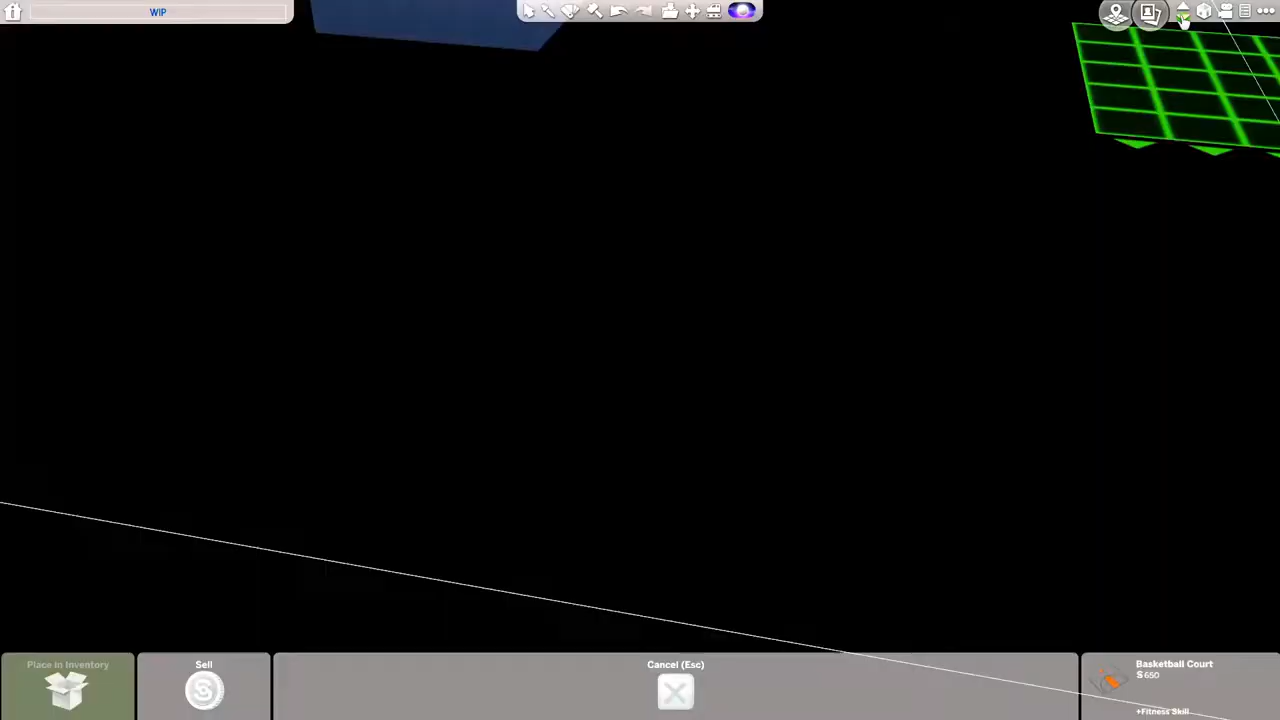 WIP
Place in Inventory
Sell
Cancel (Esc)
Basketball Court
§650
+Fitness Skill